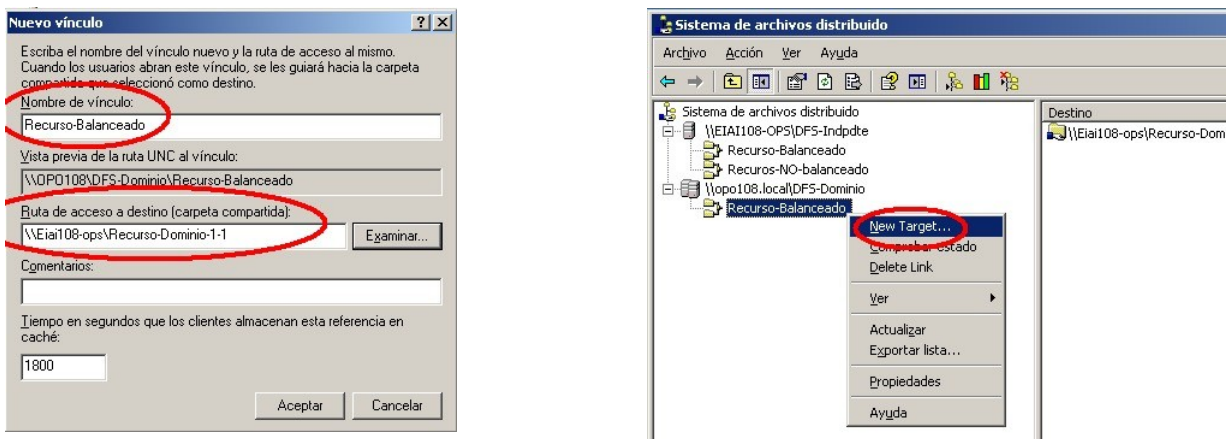 Nuevo vínculo
Escriba el nombre del vínculo nuevo y la ruta de acceso al mismo.
Cuando los usuarios abran este vínculo, se les guiará hacia la carpeta
compartida que seleccionó como destino.
Nombre de vínculo:
Recurso-Balanceado
Vista previa de la ruta UNC al vínculo:
\\OPO108\DFS-Dominio\Recurso-Balanceado
Ruta de acceso a destino (carpeta compartida):
\\Eiai108-ops\Recurso-Dominio-1-1
Examinar...
Comentarios:
Tiempo en segundos que los clientes almacenan esta referencia en
caché:
1800
Aceptar
Cancelar
Sistema de archivos distribuido
Archivo Acción Ver Ayuda
Sistema de archivos distribuido
\\EIAI108-OPS\DFS-Indpdte
Recurso-Balanceado
Recuros-NO-balanceado
\\opo108.local\DFS-Dominio
Recurso-Balanceado
Destino
\\Eiai108-ops\Recurso-Dom
New Target...
Comprobar estado
Delete Link
Ver
Actualizar
Exportar lista...
Propiedades
Ayuda